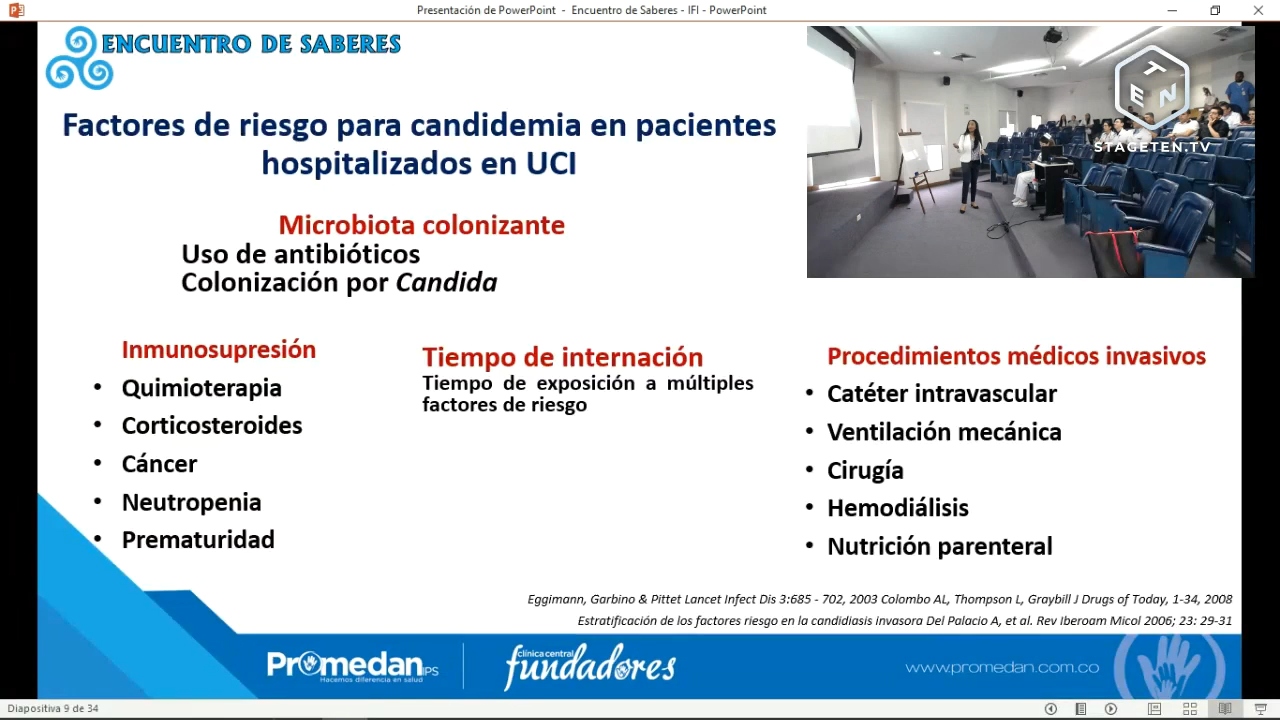 Presentación de PowerPoint - Encuentro de Saberes - IFI - PowerPoint
ENCUENTRO DE SABERES
TEN
STAGETEN.TV
Factores de riesgo para candidemia en pacientes
hospitalizados en UCI
Microbiota colonizante
Uso de antibióticos
Colonización por Candida
Inmunosupresión
• Quimioterapia
• Corticosteroides
• Cáncer
• Neutropenia
• Prematuridad
Tiempo de internación
Tiempo de exposición a múltiples
factores de riesgo
Procedimientos médicos invasivos
• Catéter intravascular
• Ventilación mecánica
• Cirugía
• Hemodiálisis
• Nutrición parenteral
Eggimann, Garbino & Pittet Lancet Infect Dis 3:685 - 702, 2003 Colombo AL, Thompson L, Graybill J Drugs of Today, 1-34, 2008
Estratificación de los factores riesgo en la candidiasis invasora Del Palacio A, et al. Rev Iberoam Micol 2006; 23: 29-31
Promedan IPS
Hacemos diferencia en salud
clínica central
fundadores
www.promedan.com.co
Diapositiva 9 de 34